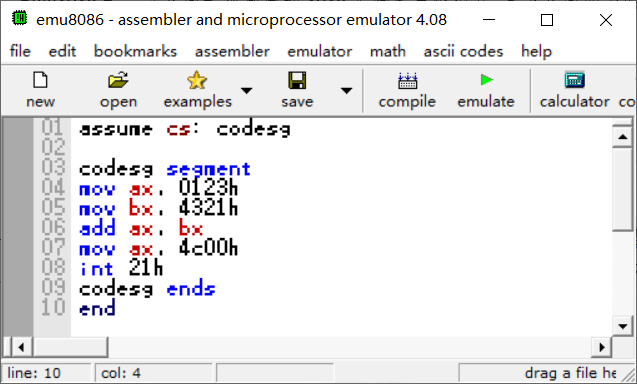 emu8086 - assembler and microprocessor emulator 4.08
file edit bookmarks assembler emulator math ascii codes help
new open examples save compile emulate calculator co
01 assume cs: codesg
02
03 codesg segment
04 mov ax, 0123h
05 mov bx, 4321h
06 add ax, bx
07 mov ax, 4c00h
08 int 21h
09 codesg ends
10 end
line: 10 col: 4 drag a file he